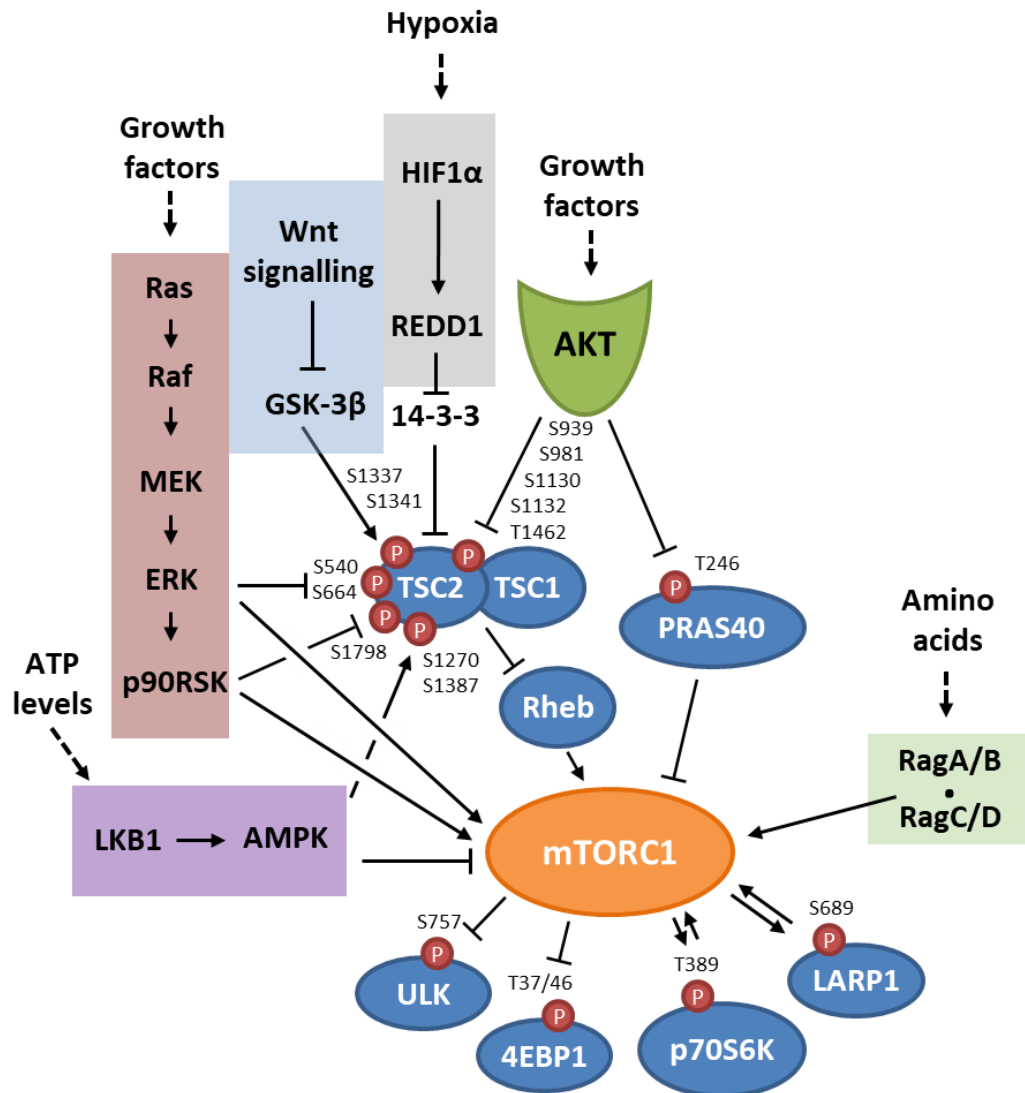 Hypoxia
Growth
factors
HIF1α
Growth
factors
Wnt
signalling
Ras
REDD1
AKT
Raf
GSK-3β
14-3-3
S939
S981
S1130
S1132
T1462
S1337
S1341
MEK
P
P
S540
S664
P
TSC2
TSC1
ERK
T246
P
PRAS40
P
P
S1798
S1270
S1387
Amino
acids
ATP
levels
p90RSK
Rheb
RagA/B
•
RagC/D
LKB1
AMPK
mTORC1
S757
P
ULK
T37/46
P
4EBP1
T389
P
p70S6K
S689
P
LARP1